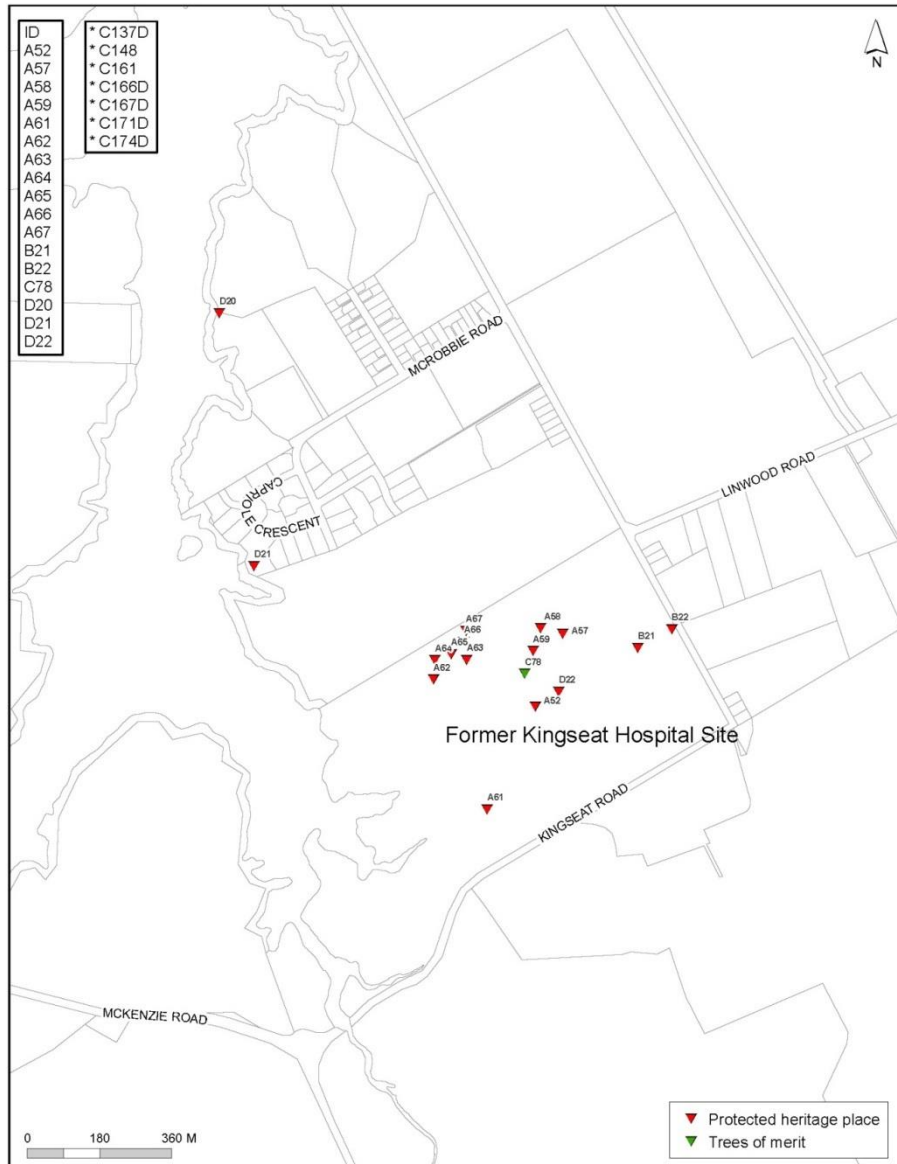 ID
A52
A57
A58
A59
A61
A62
A63
A64
A65
A66
A67
B21
B22
C78
D20
D21
D22
* C137D
* C148
* C161
* C166D
* C167D
* C171D
* C174D
N
D20
MCROBBIE ROAD
LINWOOD ROAD
CAPRIOLE CRESCENT
D21
A67
A66
A58
A57
B22
A65
A64
A63
A59
B21
A62
C78
D22
A52
Former Kingseat Hospital Site
A61
KINGSEAT ROAD
MCKENZIE ROAD
0 180 360 M
Protected heritage place
Trees of merit